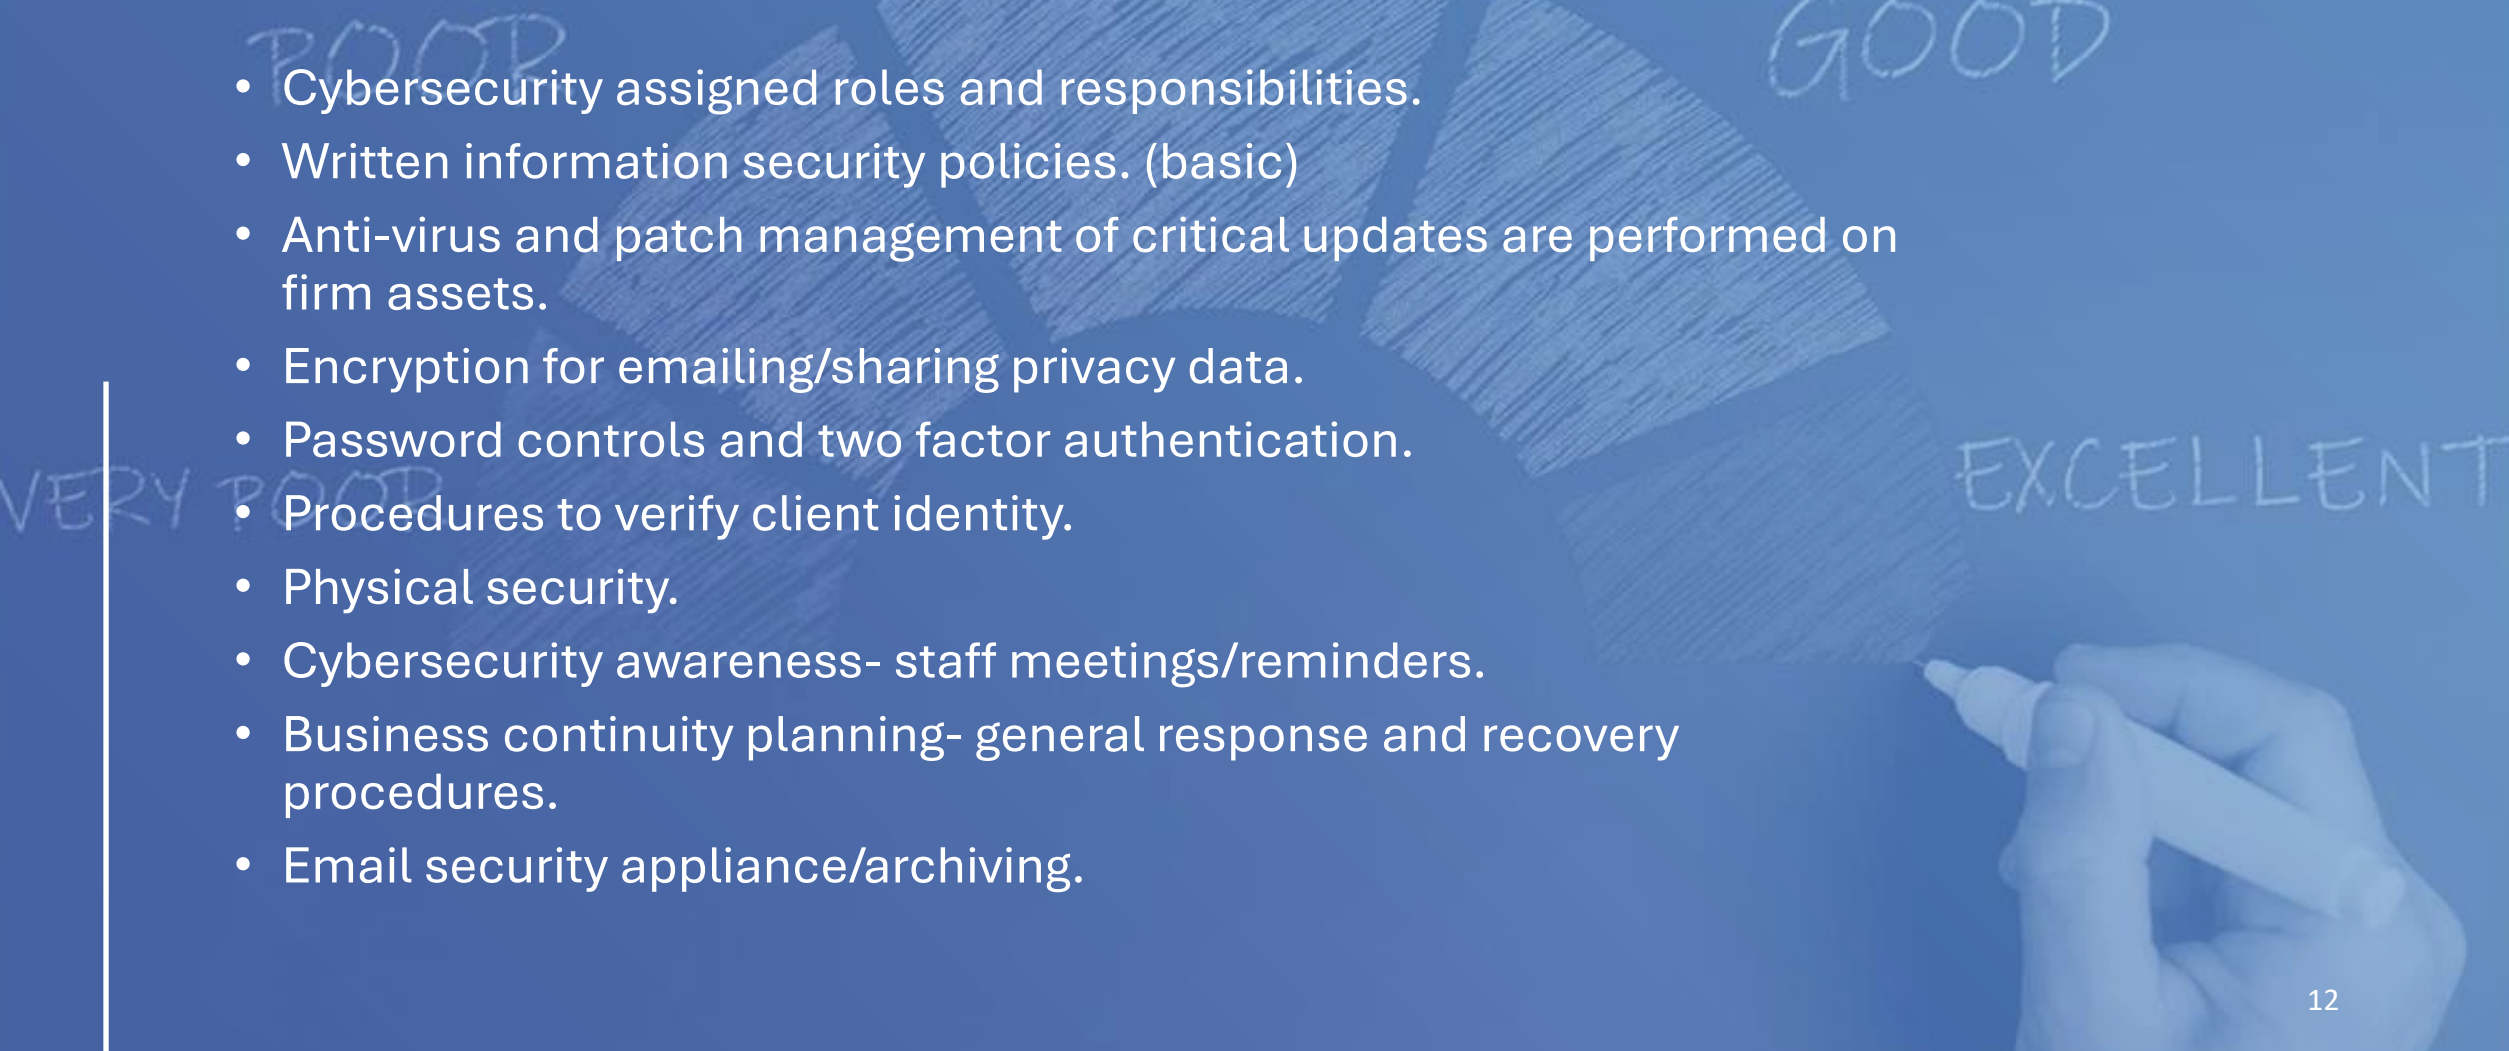 POOR
GOOD
• Cybersecurity assigned roles and responsibilities.
• Written information security policies. (basic)
• Anti-virus and patch management of critical updates are performed on
firm assets.
• Encryption for emailing/sharing privacy data.
• Password controls and two factor authentication.
VERY POOR
EXCELLENT
• Procedures to verify client identity.
• Physical security.
• Cybersecurity awareness- staff meetings/reminders.
• Business continuity planning- general response and recovery
procedures.
• Email security appliance/archiving.
12